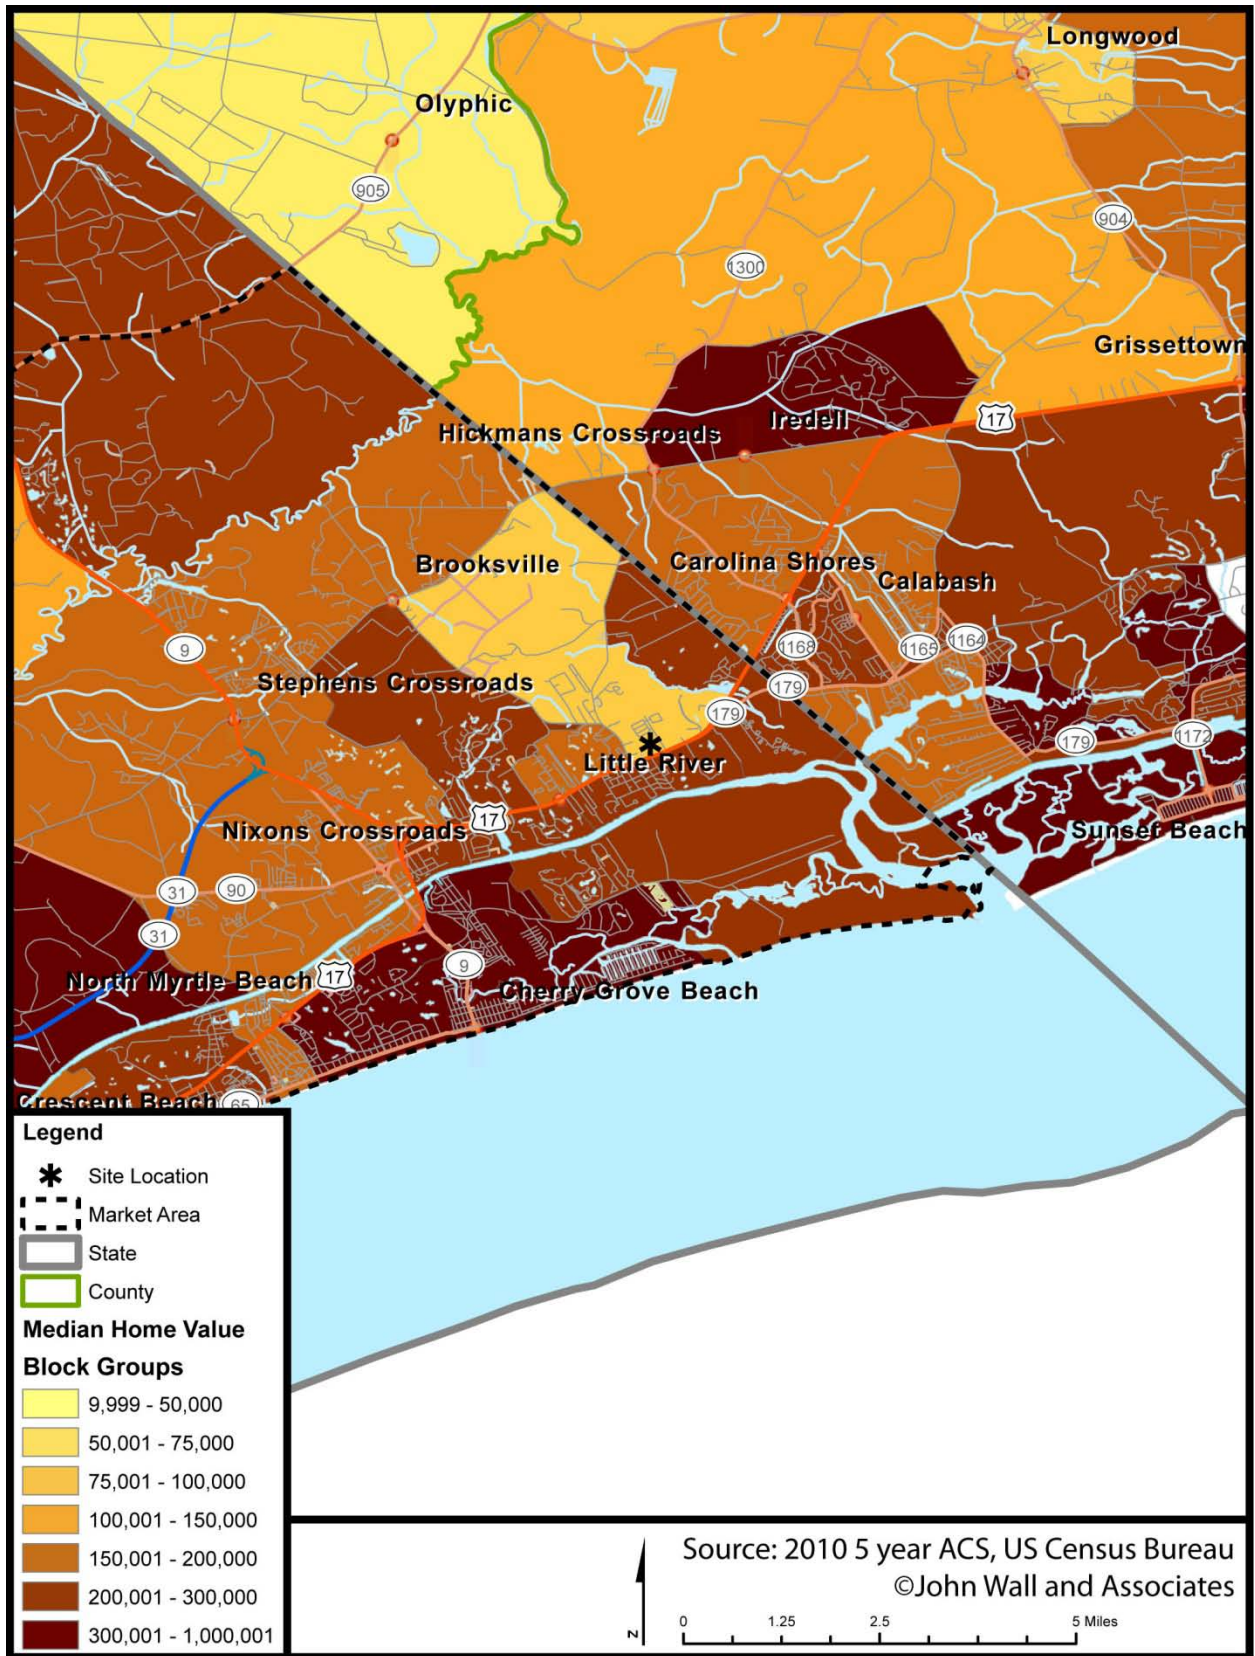 Longwood
Olyphic
905
904
1300
Grissettown
17
Iredell
Hickmans Crossroads
Brooksville
Carolina Shores
Calabash
9
1168
1165
1164
Stephens Crossroads
179
179
179
1172
Little River
17
Nixons Crossroads
Sunset Beach
31
90
31
9
North Myrtle Beach
17
Cherry Grove Beach
Crescent Beach
65
Legend
Site Location
Market Area
State
County
Median Home Value
Block Groups
9,999 - 50,000
50,001 - 75,000
75,001 - 100,000
100,001 - 150,000
150,001 - 200,000
200,001 - 300,000
300,001 - 1,000,001
Source: 2010 5 year ACS, US Census Bureau
©John Wall and Associates
N
0 1.25 2.5 5 Miles